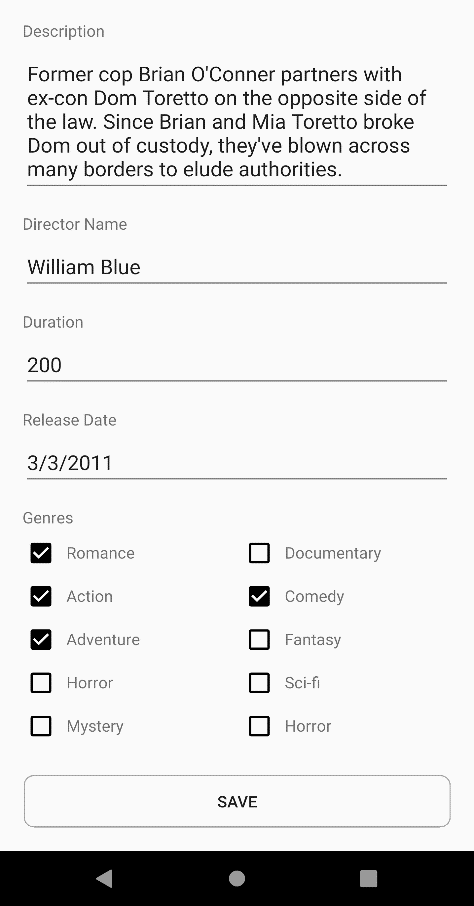 Description
Former cop Brian O'Conner partners with
ex-con Dom Toretto on the opposite side of
the law. Since Brian and Mia Toretto broke
Dom out of custody, they've blown across
many borders to elude authorities.
Director Name
William Blue
Duration
200
Release Date
3/3/2011
Genres
Romance
Documentary
Action
Comedy
Adventure
Fantasy
Horror
Sci-fi
Mystery
Horror
SAVE